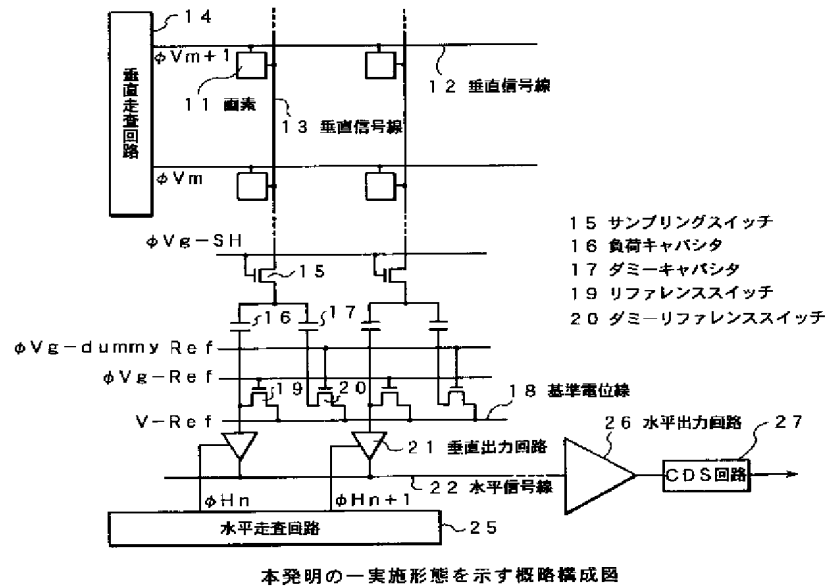 14
φVm+1
11 画素
12 垂直信号線
13 垂直信号線
垂直走査回路
φVm
φVg-SH
15
15 サンプリングスイッチ
16 負荷キャパシタ
17 ダミーキャパシタ
19 リファレンススイッチ
20 ダミーリファレンススイッチ
16
17
φVg-dummy Ref
φVg-Ref
19
20
18 基準電位線
V-Ref
21 垂直出力回路
26 水平出力回路
27
CDS回路
22 水平信号線
φHn
φHn+1
水平走査回路
25
本発明の一実施形態を示す概略構成図